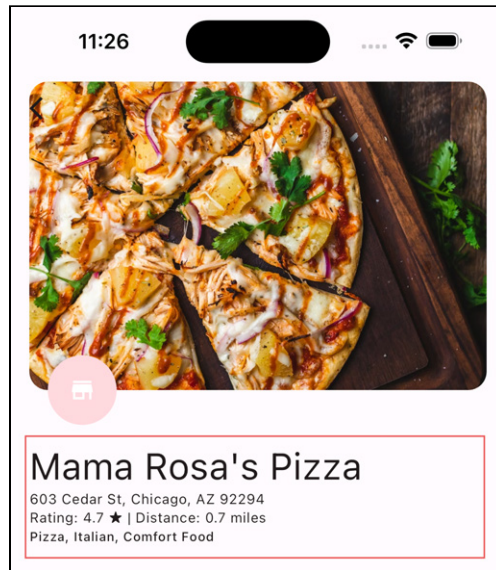 11:26
Mama Rosa's Pizza
603 Cedar St, Chicago, AZ 92294
Rating: 4.7 ★ | Distance: 0.7 miles
Pizza, Italian, Comfort Food